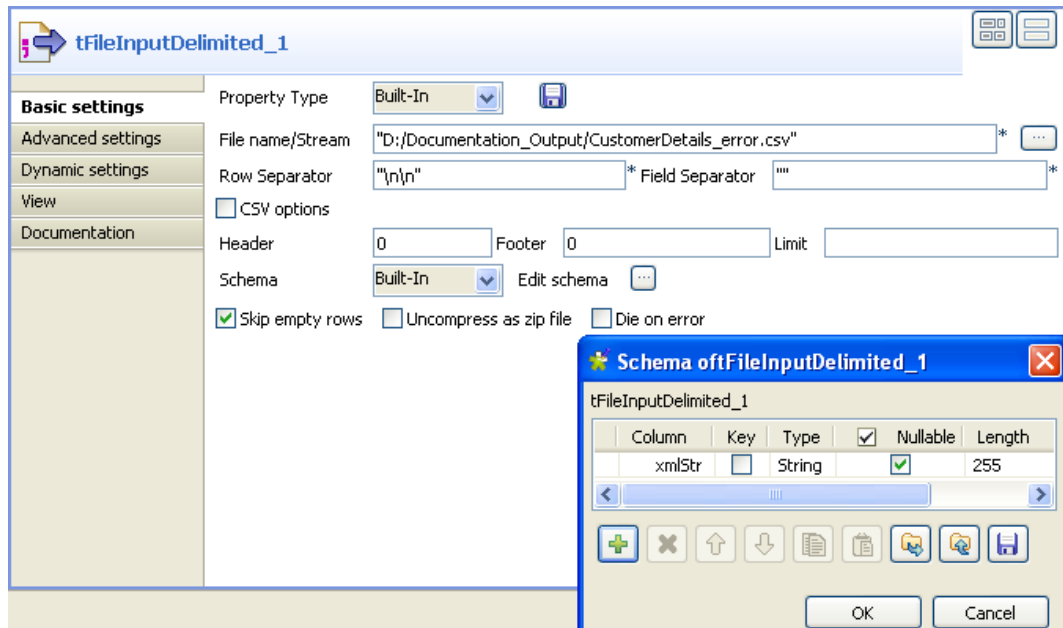 tFileInputDelimited_1
Basic settings
Advanced settings
Dynamic settings
View
Documentation
Property Type Built-In
File name/Stream "D:/Documentation_Output/CustomerDetails_error.csv" * ...
Row Separator "\n\n" * Field Separator "" *
CSV options
Header 0 Footer 0 Limit
Schema Built-In Edit schema ...
Skip empty rows Uncompress as zip file Die on error
Schema oftFileInputDelimited_1
tFileInputDelimited_1
Column Key Type Nullable Length
xmlStr String 255
OK Cancel